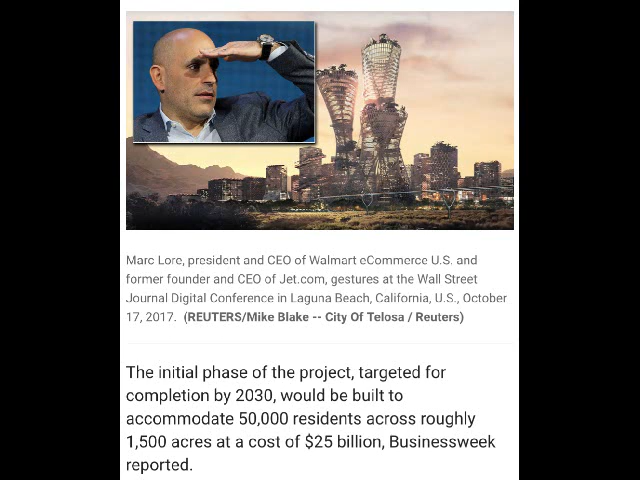 Marc Lore, president and CEO of Walmart eCommerce U.S. and
former founder and CEO of Jet.com, gestures at the Wall Street
Journal Digital Conference in Laguna Beach, California, U.S., October
17, 2017.  (REUTERS/Mike Blake -- City Of Telosa / Reuters)
The initial phase of the project, targeted for
completion by 2030, would be built to
accommodate 50,000 residents across roughly
1,500 acres at a cost of $25 billion, Businessweek
reported.